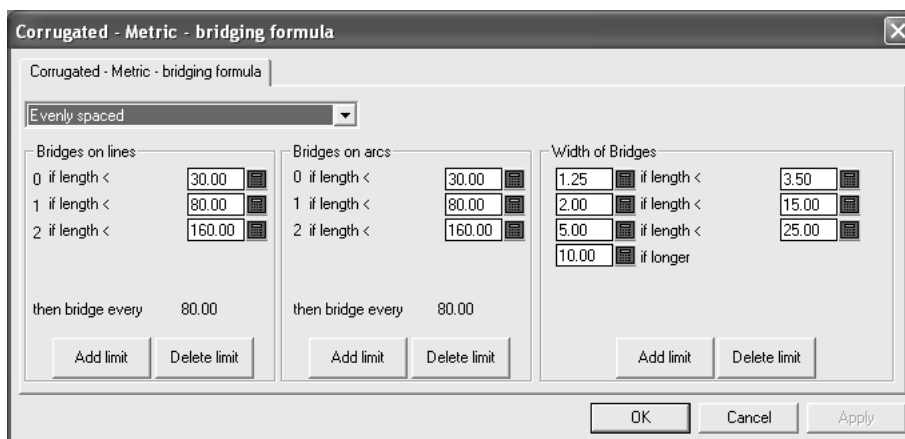 Corrugated - Metric - bridging formula
Corrugated - Metric - bridging formula
Evenly spaced
Bridges on lines
0 if length < 30.00
1 if length < 80.00
2 if length < 160.00
then bridge every 80.00
Add limit Delete limit
Bridges on arcs
0 if length < 30.00
1 if length < 80.00
2 if length < 160.00
then bridge every 80.00
Add limit Delete limit
Width of Bridges
1.25 if length < 3.50
2.00 if length < 15.00
5.00 if length < 25.00
10.00 if longer
Add limit Delete limit
OK Cancel Apply